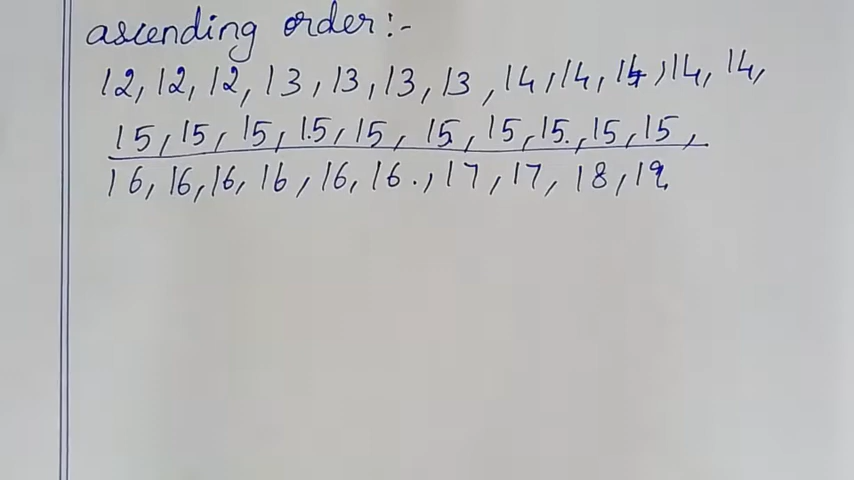 ascending order :-
12, 12, 12, 13, 13, 13, 13, 14, 14, 14, 14, 14,
15, 15, 15, 15, 15, 15, 15, 15, 15, 15,
16, 16, 16, 16, 16, 16., 17, 17, 18, 19